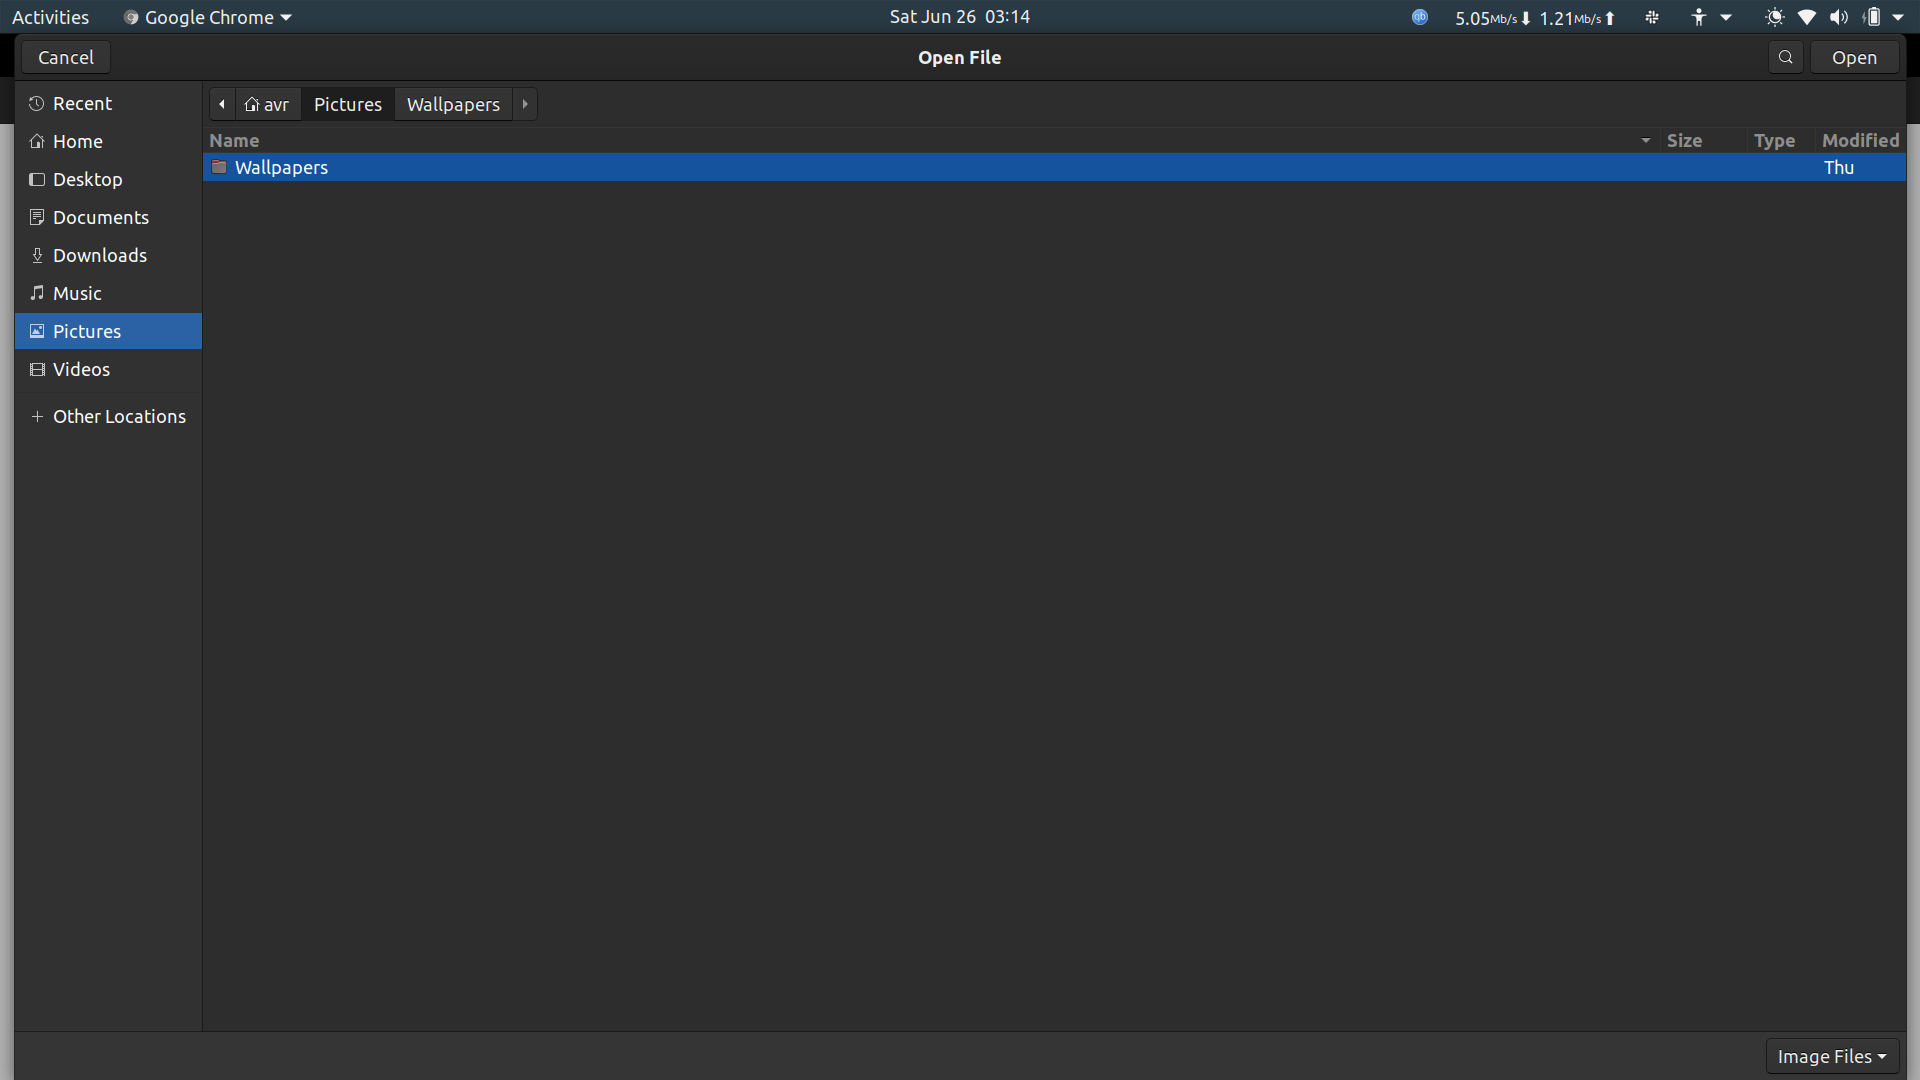 Activities Google Chrome Sat Jun 26 03:14 qb 5.05Mb/s 1.21Mb/s
Cancel Open File Open
Recent
Home
Desktop
Documents
Downloads
Music
Pictures
Videos
Other Locations
avr Pictures Wallpapers
Name Size Type Modified
Wallpapers Thu
Image Files